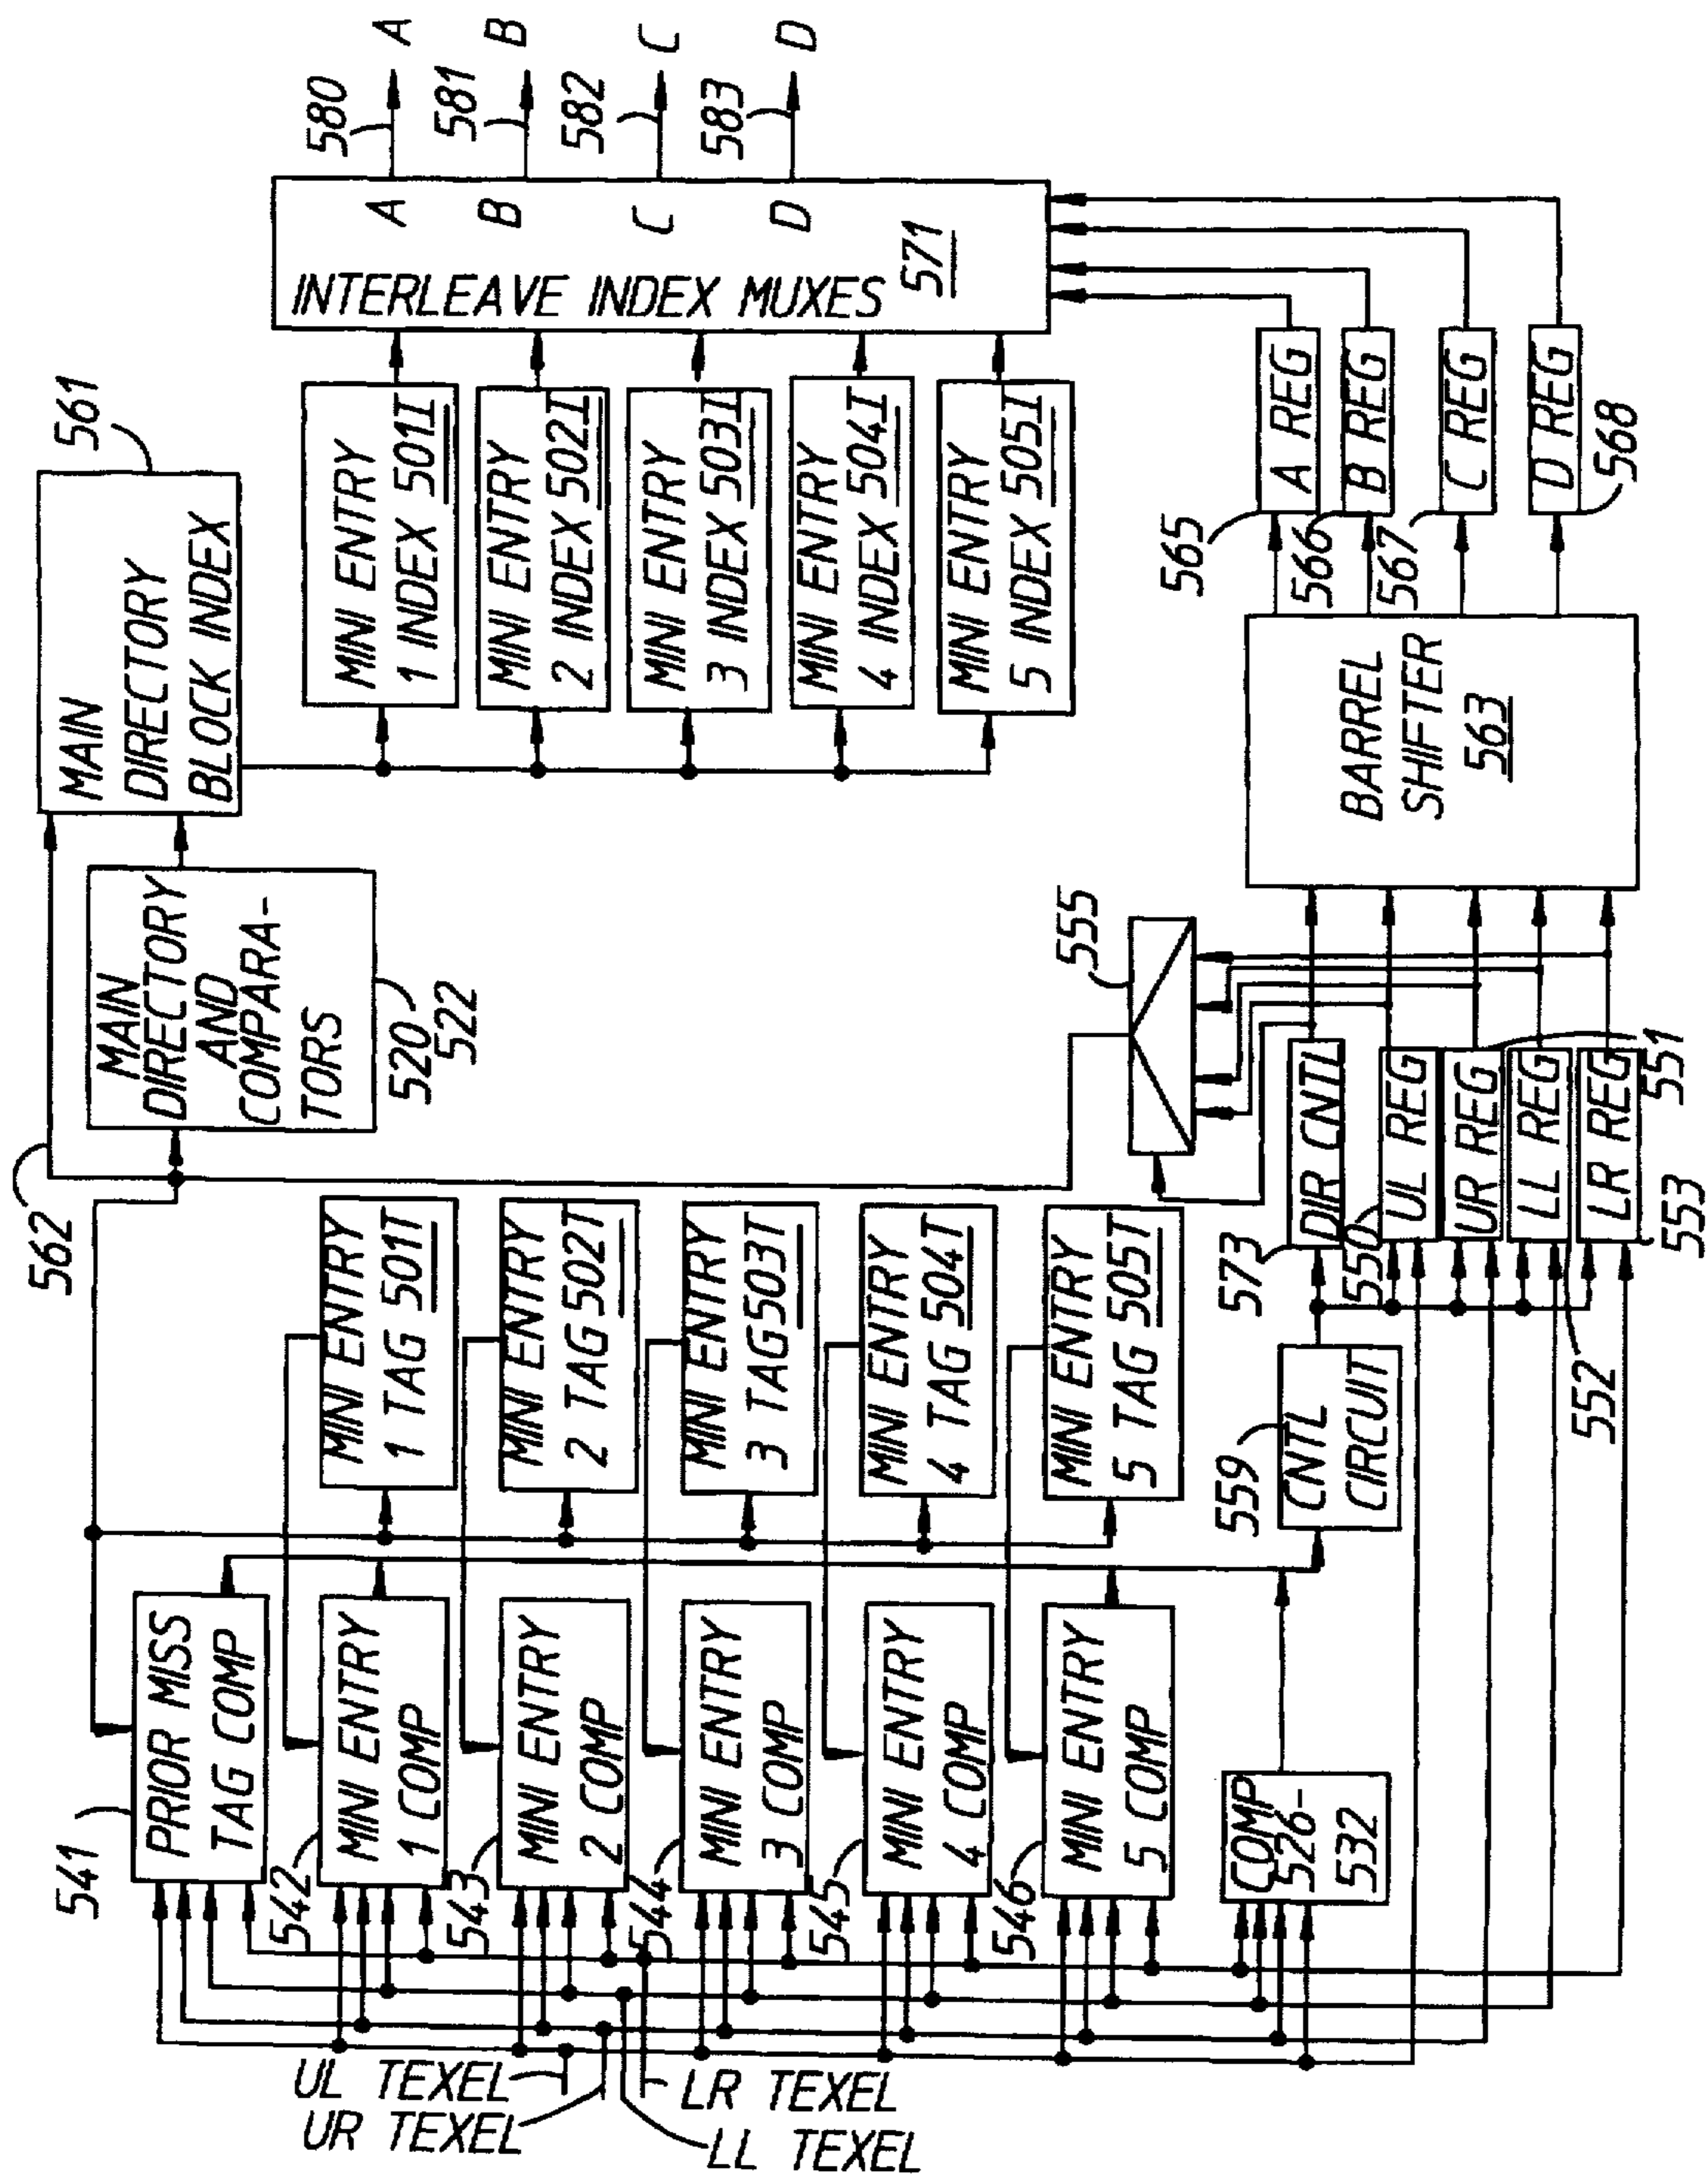 562
MAIN
DIRECTORY
AND
COMPARA-
TORS
520
522
MAIN
DIRECTORY
BLOCK INDEX
561
541
PRIOR MISS
TAG COMP
542
MINI ENTRY
1 COMP
543
MINI ENTRY
2 COMP
544
MINI ENTRY
3 COMP
545
MINI ENTRY
4 COMP
546
MINI ENTRY
5 COMP
COMP
526-
532
MINI ENTRY
1 TAG 501T
MINI ENTRY
2 TAG 502T
MINI ENTRY
3 TAG 503T
MINI ENTRY
4 TAG 504T
MINI ENTRY
5 TAG 505T
559
CNTL
CIRCUIT
573
DIR CNTL
550
UL REG
UR REG
551
LL REG
552
LR REG
553
555
MINI ENTRY
1 INDEX 501I
MINI ENTRY
2 INDEX 502I
MINI ENTRY
3 INDEX 503I
MINI ENTRY
4 INDEX 504I
MINI ENTRY
5 INDEX 505I
BARREL
SHIFTER
563
565
A REG
566
B REG
567
C REG
D REG
568
INTERLEAVE INDEX MUXES
571
A
B
C
D
580
A
581
B
582
C
583
D
UL TEXEL
UR TEXEL
LR TEXEL
LL TEXEL